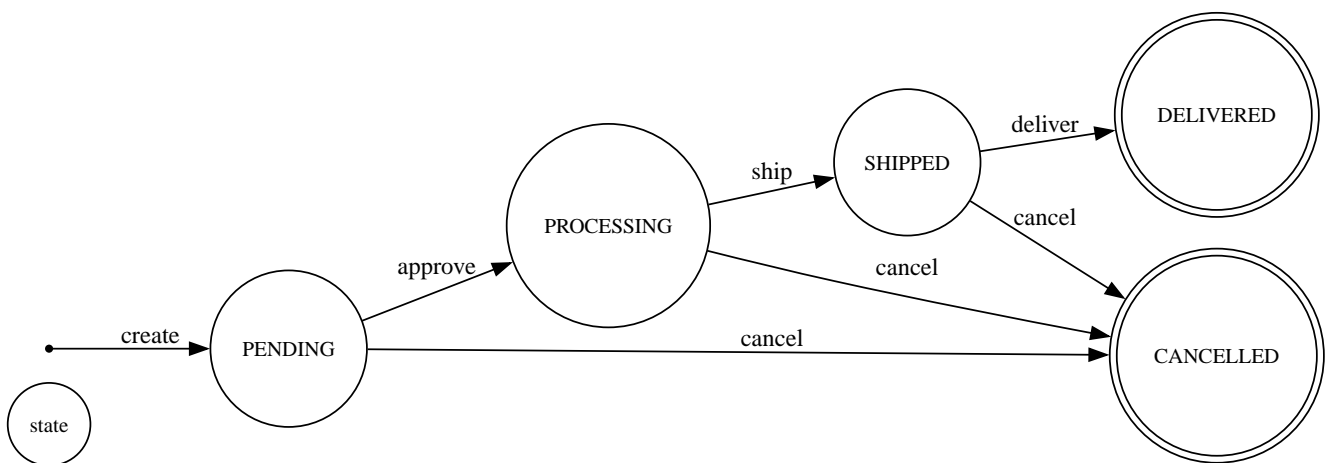 create
PENDING
approve
PROCESSING
ship
SHIPPED
deliver
DELIVERED
cancel
cancel
cancel
CANCELLED
state